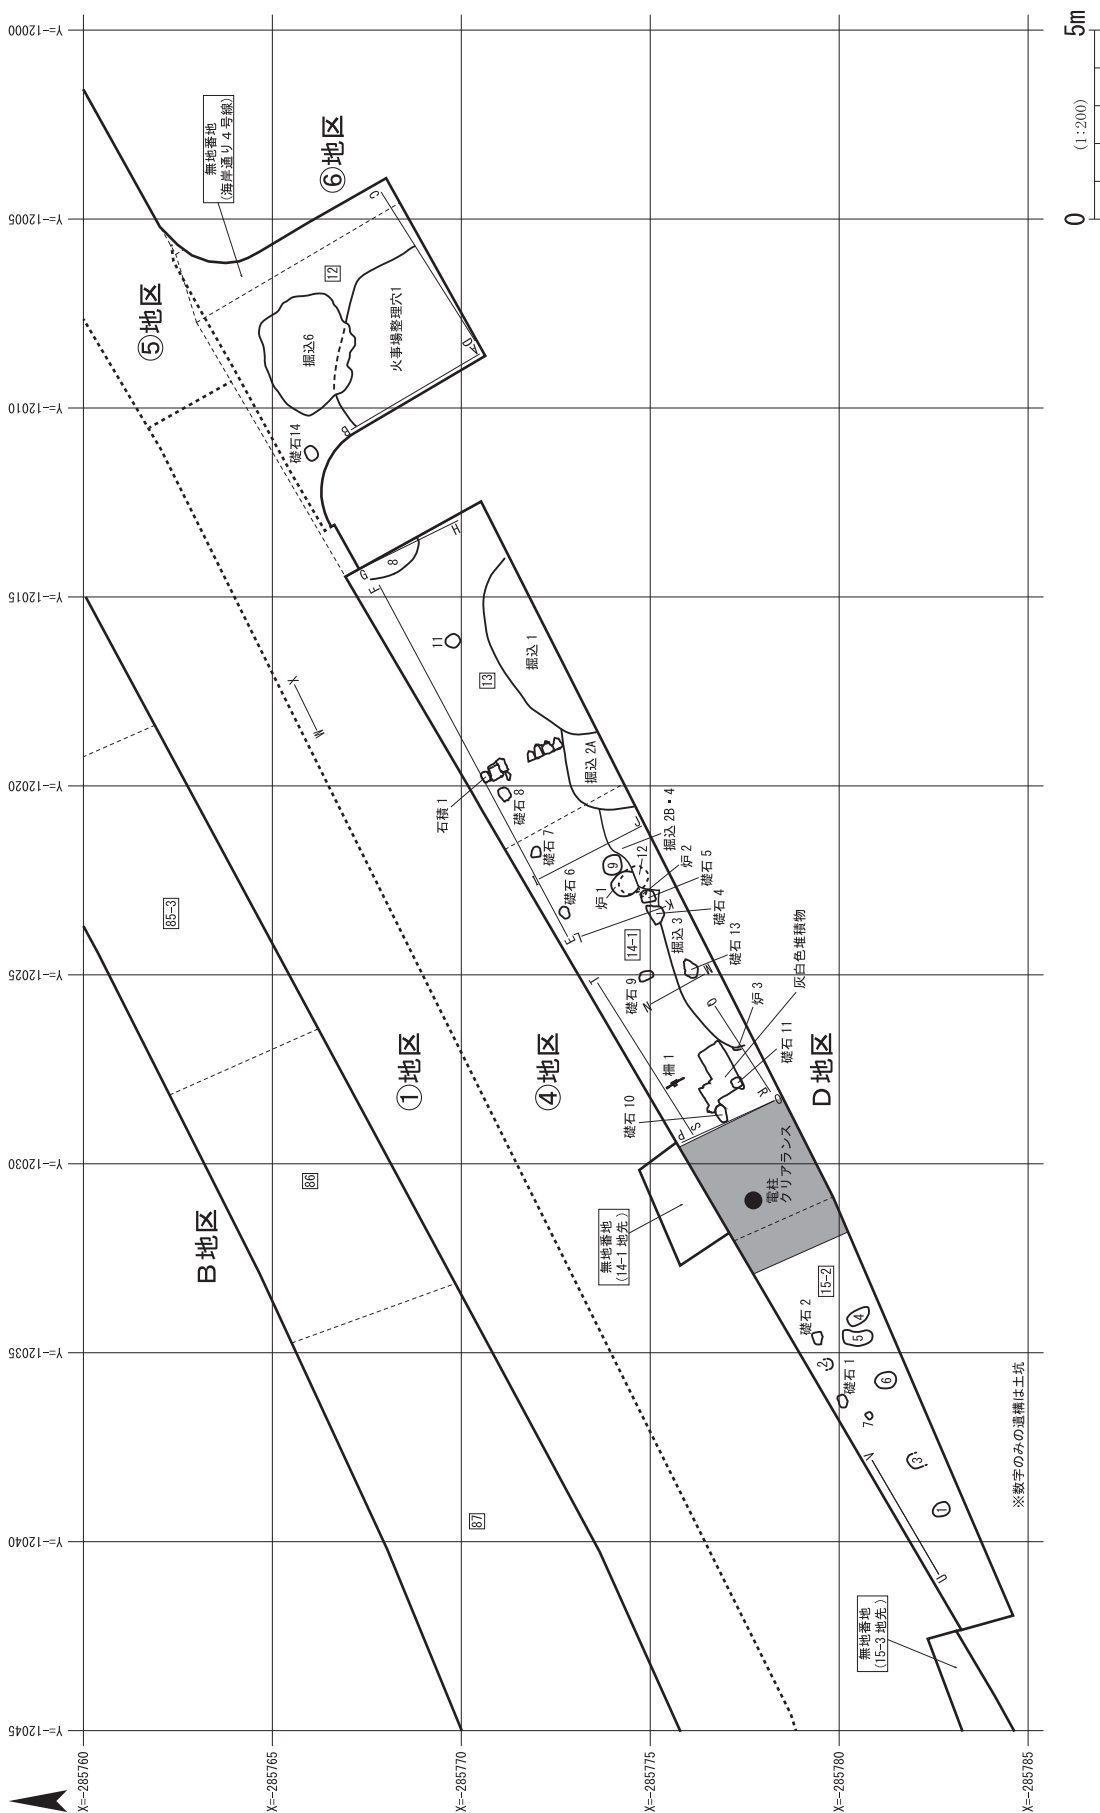 Y=-12000
Y=-12005
Y=-12010
Y=-12015
Y=-12020
Y=-12025
Y=-12030
Y=-12035
Y=-12040
Y=-12045
X=-285760
X=-285765
X=-285770
X=-285775
X=-285780
X=-285785
0
5m
(1:200)
無地番地
(海岸通り４号線)
⑥地区
⑤地区
12
C
掘込6
火事場整理穴1
D
A
B
礎石14
G
F
H
8
11
13
掘込 1
X
W
石積 1
礎石 8
掘込 2A
礎石 7
J
I
掘込 2B・4
9
12
炉 1
炉 2
礎石 5
礎石 6
礎石 4
K
E
L
14-1
掘込 3
礎石 13
M
N
礎石 9
T
灰白色堆積物
炉 3
Q
礎石 11
柵 1
礎石 10
R
O
S
P
85-3
①地区
④地区
D地区
86
B地区
電柱
クリアランス
無地番地
(14-1 地先)
15-2
礎石 2
4
5
2
礎石 1
6
7
V
3
1
U
87
無地番地
(15-3 地先)
※数字のみの遺構は土坑